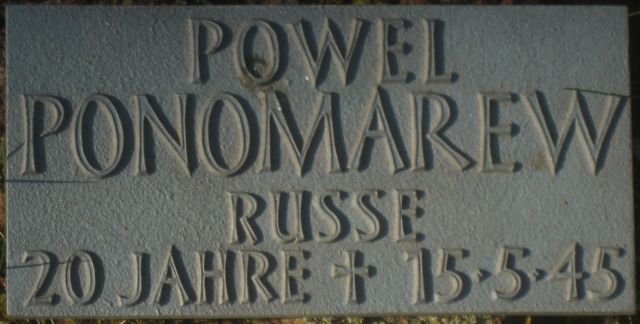 POWEL
PONOMAREW
RUSSE
20 JAHRE + 15·5·45